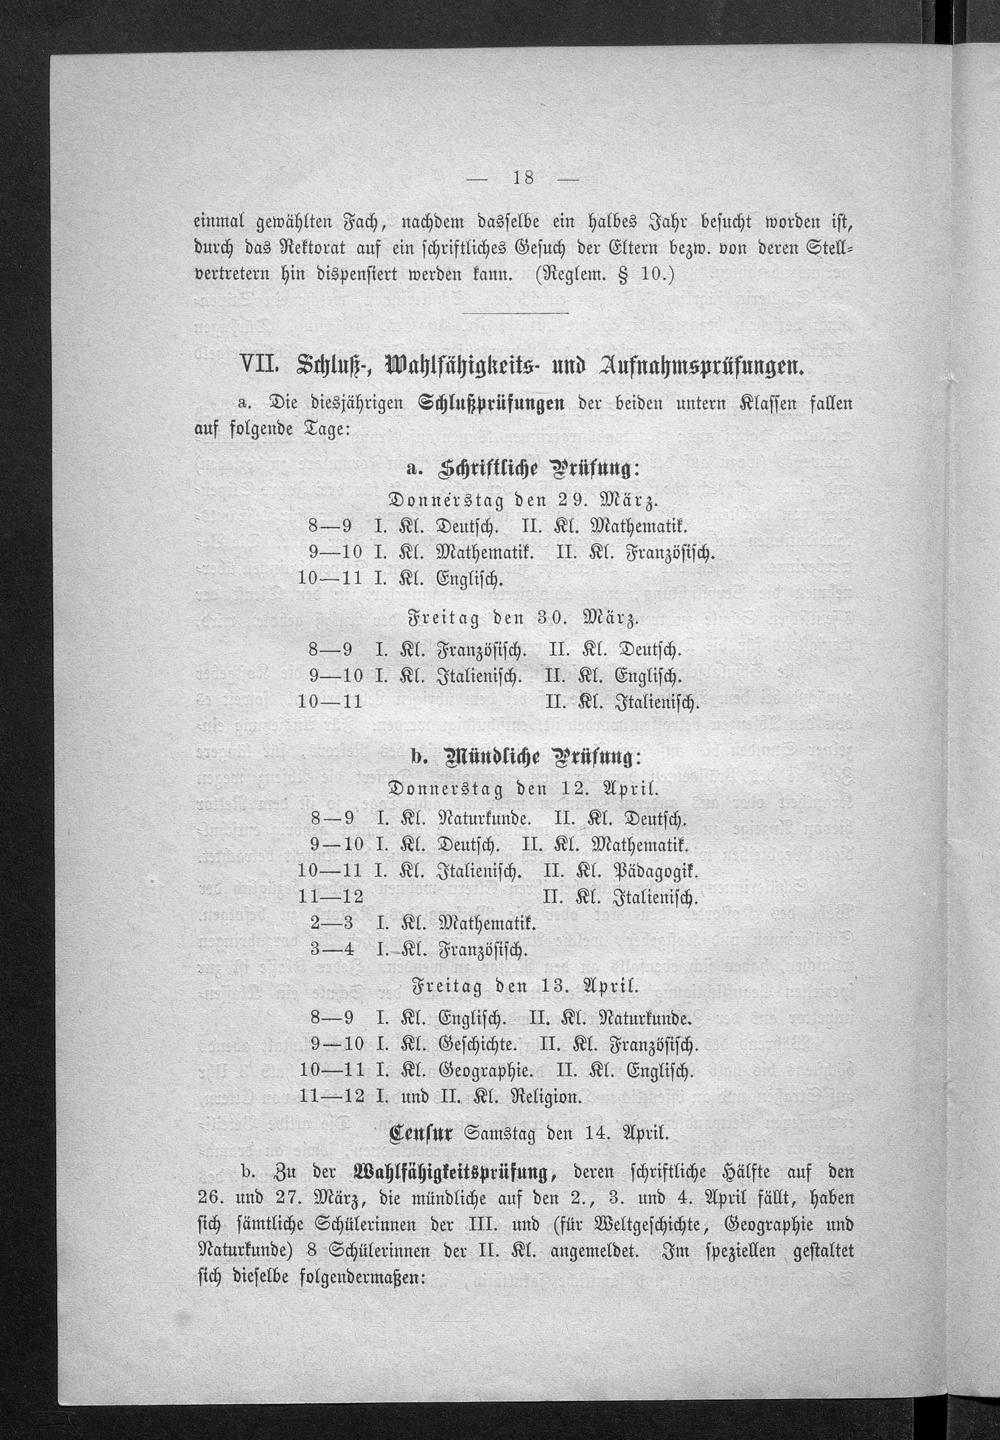 — 18 —
einmal gewählten Fach, nachdem dasselbe ein halbes Jahr besucht worden ist,
durch das Rektorat auf ein schriftliches Gesuch der Eltern bezw. von deren Stell-
vertretern hin dispensiert werden kann. (Reglem. § 10.)
VII. Schluß-, Wahlfähigkeits- und Aufnahmsprüfungen.
a. Die diesjährigen Schlußprüfungen der beiden untern Klassen fallen
auf folgende Tage:
a. Schriftliche Prüfung:
Donnerstag den 29. März.
8—9 I. Kl. Deutsch. II. Kl. Mathematik.
9—10 I. Kl. Mathematik. II. Kl. Französisch.
10—11 I. Kl. Englisch.
Freitag den 30. März.
8—9 I. Kl. Französisch. II. Kl. Deutsch.
9—10 I. Kl. Italienisch. II. Kl. Englisch.
10—11 II. Kl. Italienisch.
b. Mündliche Prüfung:
Donnerstag den 12. April.
8—9 I. Kl. Naturkunde. II. Kl. Deutsch.
9—10 I. Kl. Deutsch. II. Kl. Mathematik.
10—11 I. Kl. Italienisch. II. Kl. Pädagogik.
11—12 II. Kl. Italienisch.
2—3 I. Kl. Mathematik.
3—4 I. Kl. Französisch.
Freitag den 13. April.
8—9 I. Kl. Englisch. II. Kl. Naturkunde.
9—10 I. Kl. Geschichte. II. Kl. Französisch.
10—11 I. Kl. Geographie. II. Kl. Englisch.
11—12 I. und II. Kl. Religion.
Censur Samstag den 14. April.
b. Zu der Wahlfähigkeitsprüfung, deren schriftliche Hälfte auf den
26. und 27. März, die mündliche auf den 2., 3. und 4. April fällt, haben
sich sämtliche Schülerinnen der III. und (für Weltgeschichte, Geographie und
Naturkunde) 8 Schülerinnen der II. Kl. angemeldet. Im speziellen gestaltet
sich dieselbe folgendermaßen: